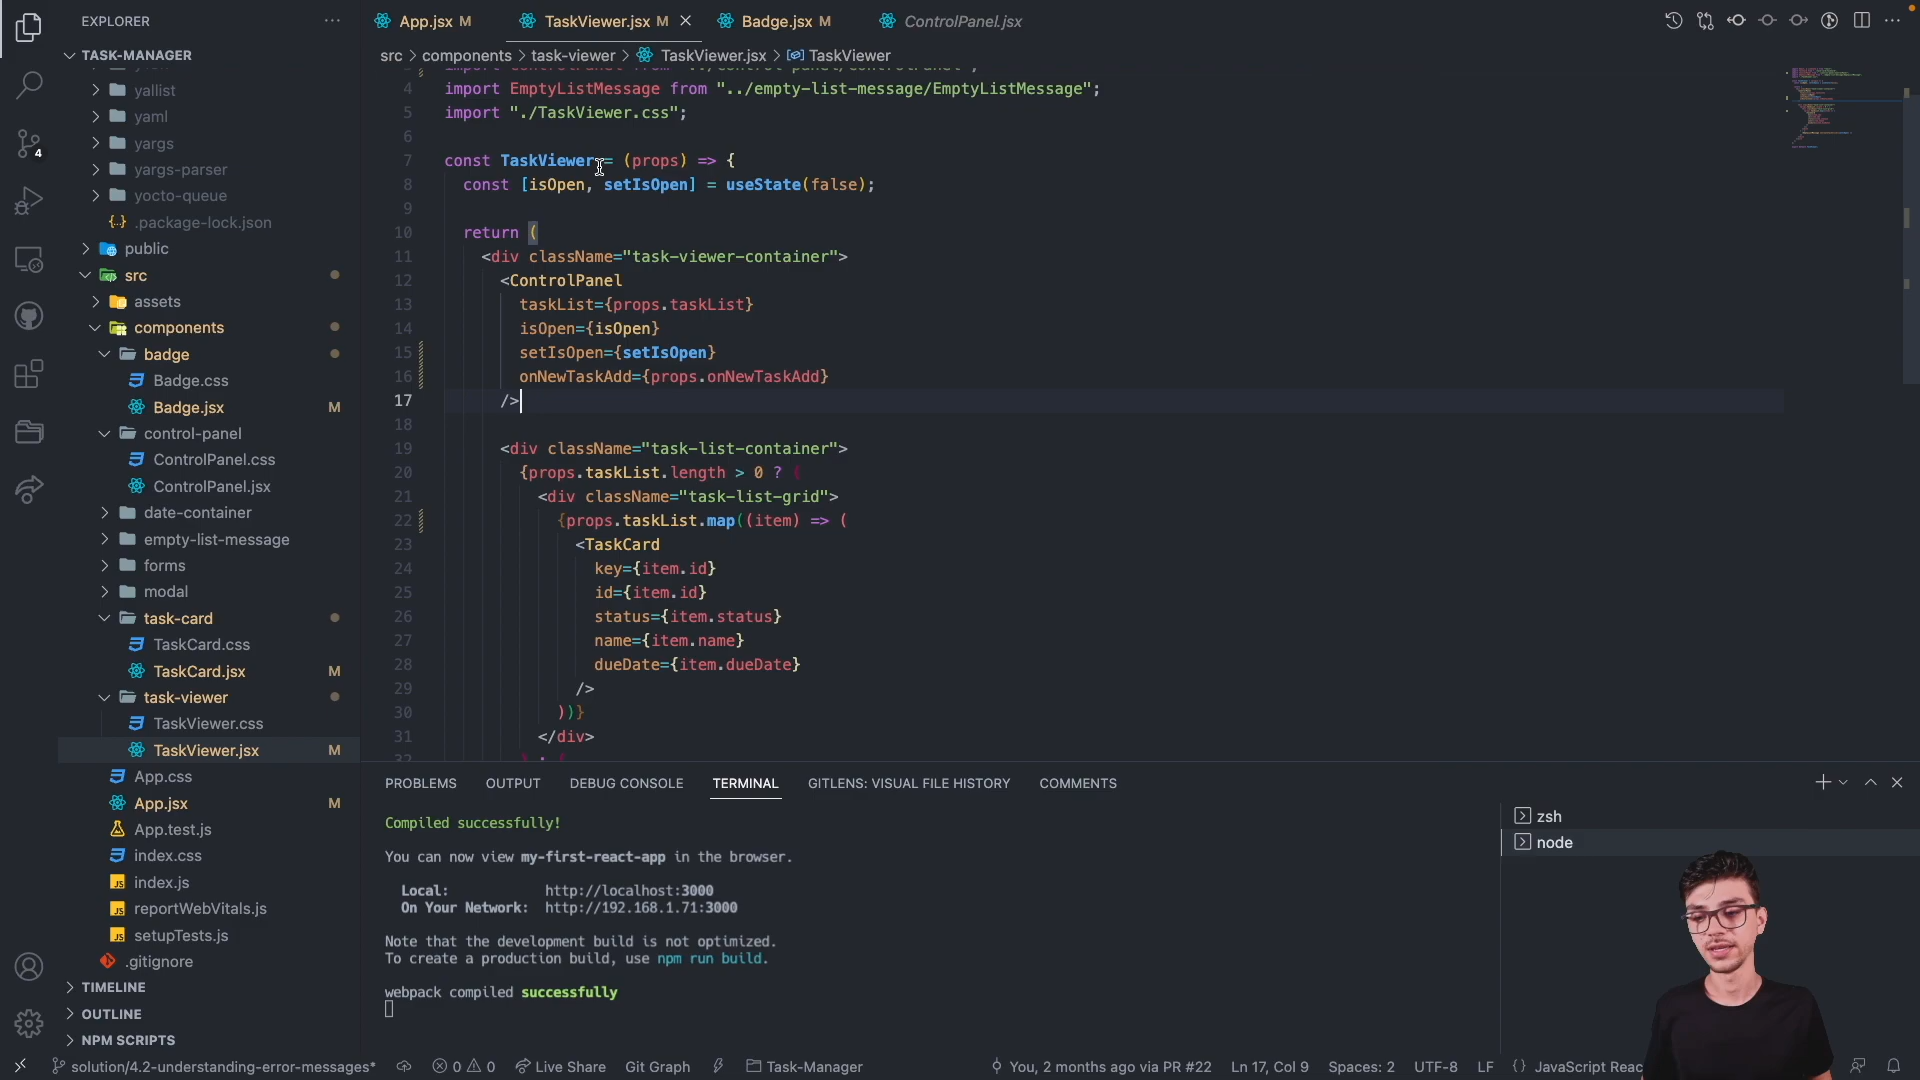 EXPLORER
App.jsx M
TaskViewer.jsx M
Badge.jsx M
ControlPanel.jsx
TASK-MANAGER
src > components > task-viewer > TaskViewer.jsx > TaskViewer
yallist
yaml
yargs
yargs-parser
yocto-queue
.package-lock.json
public
src
assets
components
badge
Badge.css
Badge.jsx M
control-panel
ControlPanel.css
ControlPanel.jsx
date-container
empty-list-message
forms
modal
task-card
TaskCard.css
TaskCard.jsx M
task-viewer
TaskViewer.css
TaskViewer.jsx M
App.css
App.jsx M
App.test.js
index.css
index.js
reportWebVitals.js
setupTests.js
.gitignore
TIMELINE
OUTLINE
NPM SCRIPTS
4
4 import EmptyListMessage from "../empty-list-message/EmptyListMessage";
5 import "./TaskViewer.css";
6
7 const TaskViewer = (props) => {
8 const [isOpen, setIsOpen] = useState(false);
9
10 return (
11 <div className="task-viewer-container">
12 <ControlPanel
13 taskList={props.taskList}
14 isOpen={isOpen}
15 setIsOpen={setIsOpen}
16 onNewTaskAdd={props.onNewTaskAdd}
17 />
18
19 <div className="task-list-container">
20 {props.taskList.length > 0 ? (
21 <div className="task-list-grid">
22 {props.taskList.map((item) => (
23 <TaskCard
24 key={item.id}
25 id={item.id}
26 status={item.status}
27 name={item.name}
28 dueDate={item.dueDate}
29 />
30 ))}
31 </div>
PROBLEMS OUTPUT DEBUG CONSOLE TERMINAL GITLENS: VISUAL FILE HISTORY COMMENTS
Compiled successfully!
You can now view my-first-react-app in the browser.
Local: http://localhost:3000
On Your Network: http://192.168.1.71:3000
Note that the development build is not optimized.
To create a production build, use npm run build.
webpack compiled successfully
zsh
node
solution/4.2-understanding-error-messages* 0 0 Live Share Git Graph Task-Manager You, 2 months ago via PR #22 Ln 17, Col 9 Spaces: 2 UTF-8 LF {} JavaScript Reac